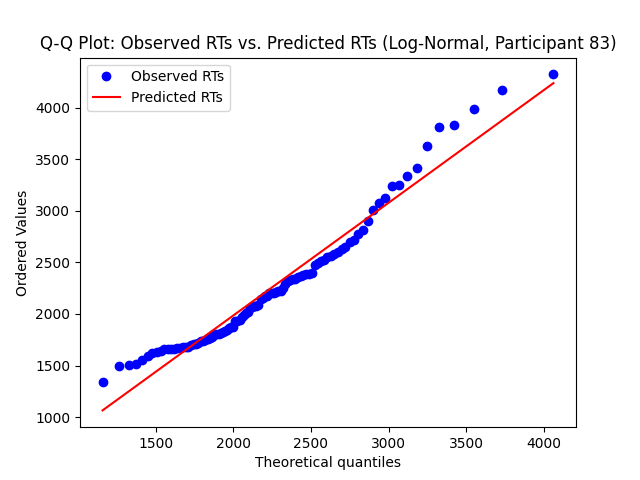 Q-Q Plot: Observed RTs vs. Predicted RTs (Log-Normal, Participant 83)
Observed RTs
Predicted RTs
Ordered Values
4000
3500
3000
2500
2000
1500
1000
1500 2000 2500 3000 3500 4000
Theoretical quantiles